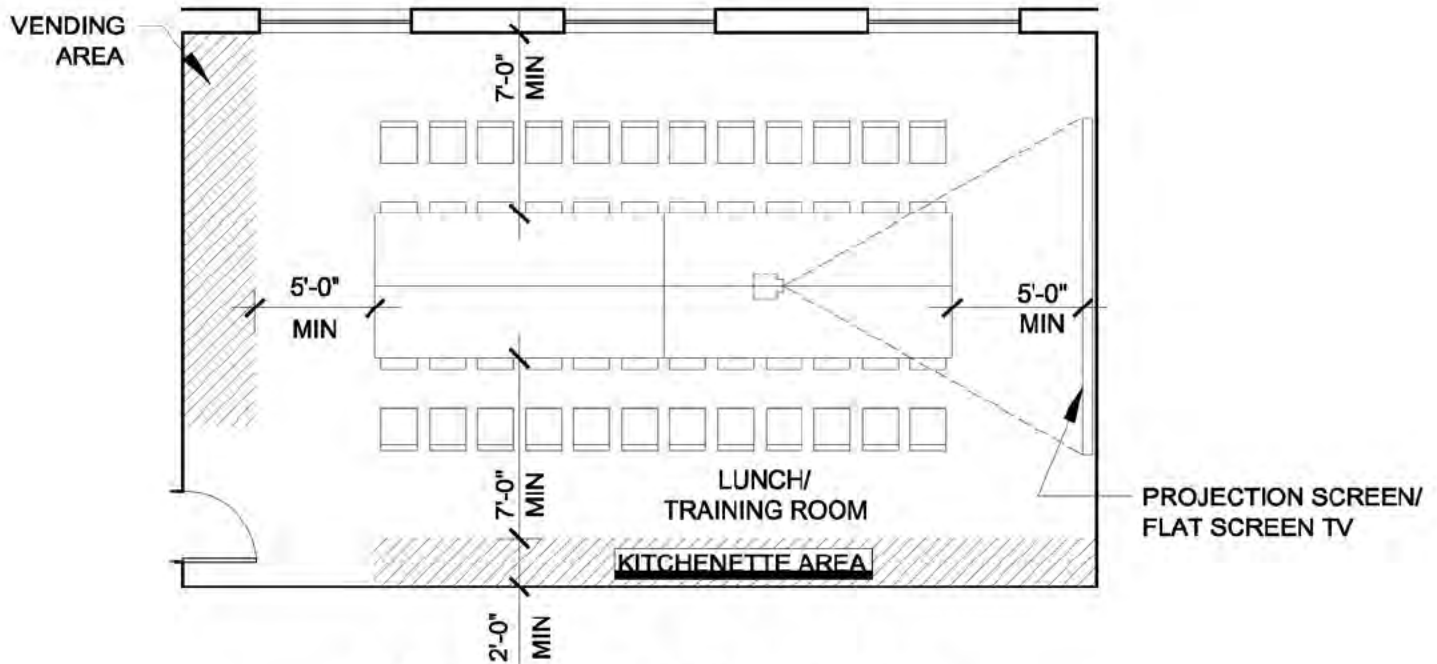 VENDING
AREA
7'-0"
MIN
5'-0"
MIN
5'-0"
MIN
7'-0"
MIN
LUNCH/
TRAINING ROOM
PROJECTION SCREEN/
FLAT SCREEN TV
KITCHENETTE AREA
2'-0"
MIN